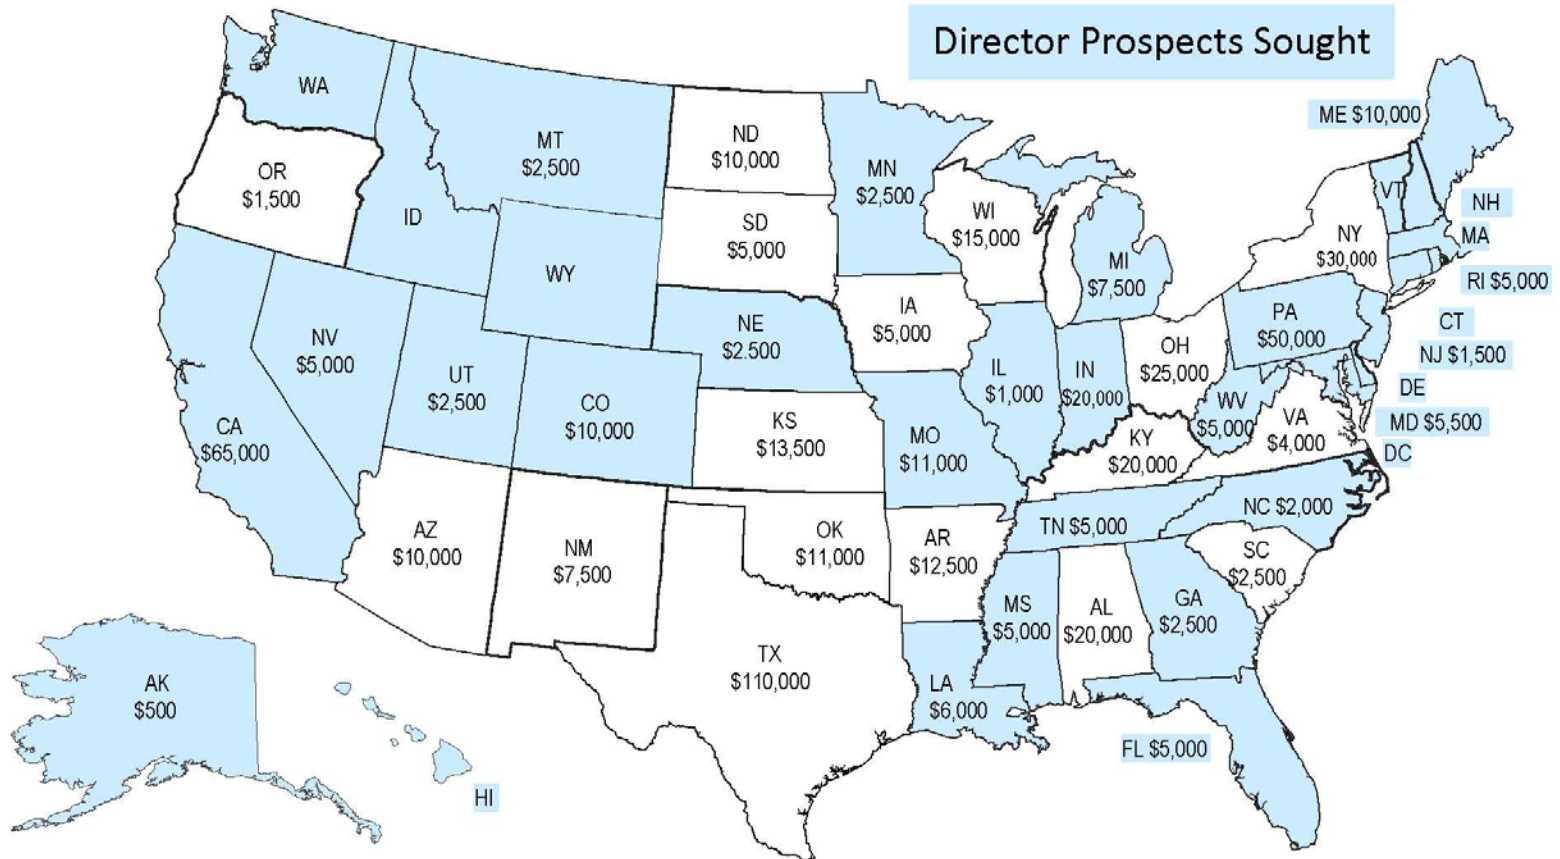 Director Prospects Sought
WA
MT
$2,500
ND
$10,000
MN
$2,500
ME $10,000
OR
$1,500
ID
SD
$5,000
WI
$15,000
MI
$7,500
NY
$30,000
VT
NH
MA
RI $5,000
WY
NE
$2.500
IA
$5,000
PA
$50,000
CT
NJ $1,500
NV
$5,000
UT
$2,500
CO
$10,000
KS
$13,500
MO
$11,000
IL
$1,000
IN
$20,000
OH
$25,000
WV
$5,000
VA
$4,000
DE
MD $5,500
DC
CA
$65,000
KY
$20,000
AZ
$10,000
NM
$7,500
OK
$11,000
AR
$12,500
TN $5,000
NC $2,000
SC
$2,500
MS
$5,000
AL
$20,000
GA
$2,500
TX
$110,000
LA
$6,000
FL $5,000
AK
$500
HI